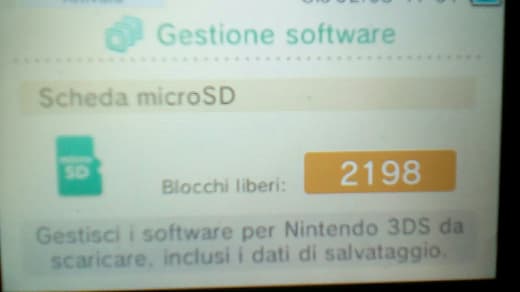 Gestione software
Scheda microSD
micro
SD
Blocchi liberi: 2198
Gestisci i software per Nintendo 3DS da
scaricare, inclusi i dati di salvataggio.